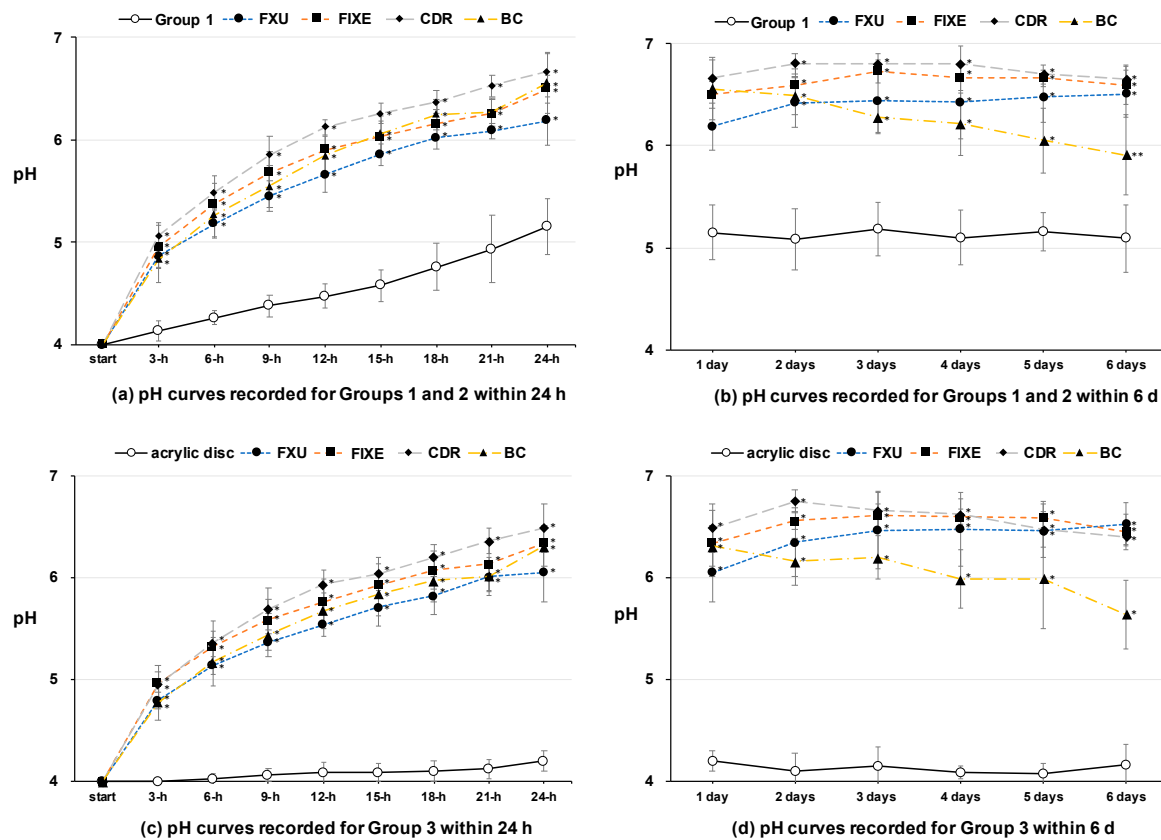 Group 1 FXU FIXE CDR BC
7
6
pH
5
4
start 3-h 6-h 9-h 12-h 15-h 18-h 21-h 24-h
(a) pH curves recorded for Groups 1 and 2 within 24 h
Group 1 FXU FIXE CDR BC
7
6
pH
5
4
1 day 2 days 3 days 4 days 5 days 6 days
(b) pH curves recorded for Groups 1 and 2 within 6 d
acrylic disc FXU FIXE CDR BC
7
6
pH
5
4
start 3-h 6-h 9-h 12-h 15-h 18-h 21-h 24-h
(c) pH curves recorded for Group 3 within 24 h
acrylic disc FXU FIXE CDR BC
7
6
pH
5
4
1 day 2 days 3 days 4 days 5 days 6 days
(d) pH curves recorded for Group 3 within 6 d